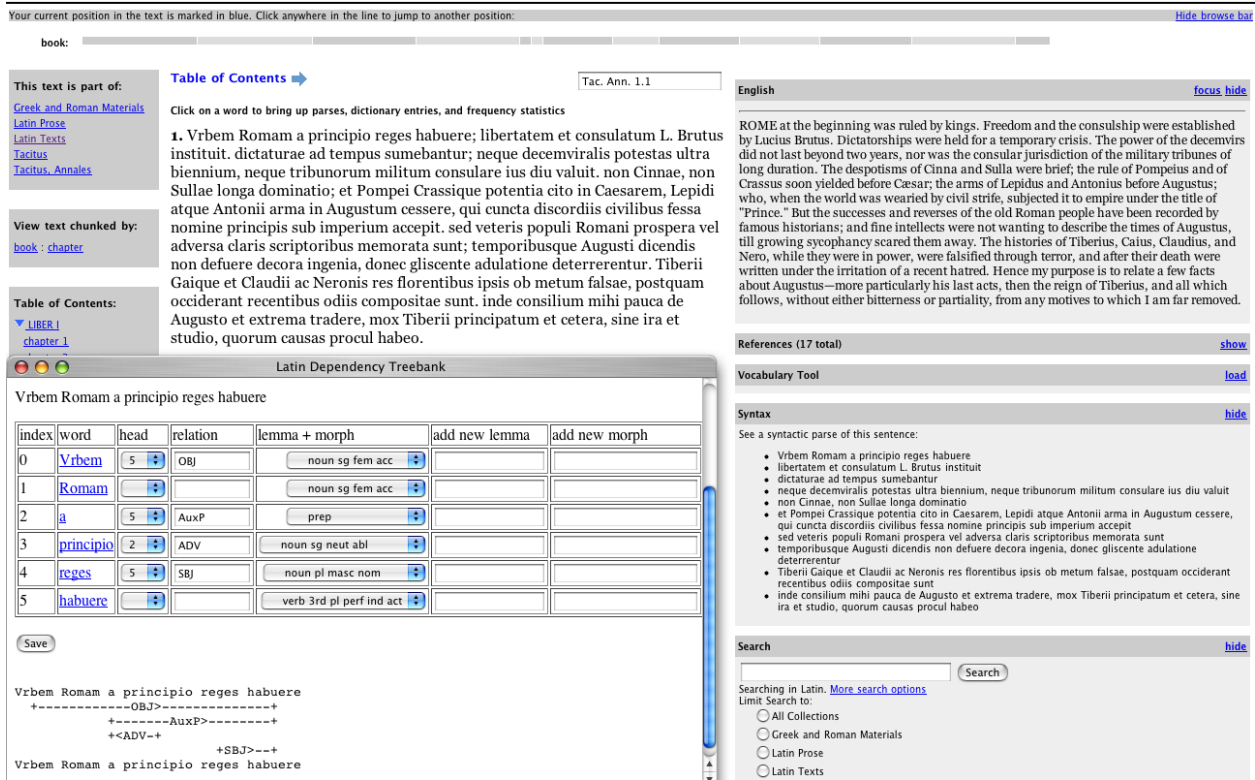 Your current position in the text is marked in blue. Click anywhere in the line to jump to another position:
Hide browse bar
book:
This text is part of:
Greek and Roman Materials
Latin Prose
Latin Texts
Tacitus
Tacitus, Annales
View text chunked by:
book : chapter
Table of Contents:
LIBER I
chapter 1
Table of Contents
Tac. Ann. 1.1
Click on a word to bring up parses, dictionary entries, and frequency statistics
1. Vrbem Romam a principio reges habuere; libertatem et consulatum L. Brutus
instituit. dictaturae ad tempus sumebantur; neque decemviralis potestas ultra
biennium, neque tribunorum militum consulare ius diu valuit. non Cinnae, non
Sullae longa dominatio; et Pompei Crassique potentia cito in Caesarem, Lepidi
atque Antonii arma in Augustum cessere, qui cuncta discordiis civilibus fessa
nomine principis sub imperium accepit. sed veteris populi Romani prospera vel
adversa claris scriptoribus memorata sunt; temporibusque Augusti dicendis
non defuere decora ingenia, donec gliscente adulatione deterrerentur. Tiberii
Gaique et Claudii ac Neronis res florentibus ipsis ob metum falsae, postquam
occiderant recentibus odiis compositae sunt. inde consilium mihi pauca de
Augusto et extrema tradere, mox Tiberii principatum et cetera, sine ira et
studio, quorum causas procul habeo.
Latin Dependency Treebank
Vrbem Romam a principio reges habuere
index word head relation lemma + morph add new lemma add new morph
0 Vrbem 5 OBJ noun sg fem acc
1 Romam noun sg fem acc
2 a 5 AuxP prep
3 principio 2 ADV noun sg neut abl
4 reges 5 SBJ noun pl masc nom
5 habuere verb 3rd pl perf ind act
Save
Vrbem Romam a principio reges habuere
+------------OBJ>--------------+
+-------AuxP>--------+
+<ADV-+
+SBJ>--+
Vrbem Romam a principio reges habuere
English
focus hide
ROME at the beginning was ruled by kings. Freedom and the consulship were established
by Lucius Brutus. Dictatorships were held for a temporary crisis. The power of the decemvirs
did not last beyond two years, nor was the consular jurisdiction of the military tribunes of
long duration. The despotisms of Cinna and Sulla were brief; the rule of Pompeius and of
Crassus soon yielded before Cæsar; the arms of Lepidus and Antonius before Augustus;
who, when the world was wearied by civil strife, subjected it to empire under the title of
"Prince." But the successes and reverses of the old Roman people have been recorded by
famous historians; and fine intellects were not wanting to describe the times of Augustus,
till growing sycophancy scared them away. The histories of Tiberius, Caius, Claudius, and
Nero, while they were in power, were falsified through terror, and after their death were
written under the irritation of a recent hatred. Hence my purpose is to relate a few facts
about Augustus—more particularly his last acts, then the reign of Tiberius, and all which
follows, without either bitterness or partiality, from any motives to which I am far removed.
References (17 total)
show
Vocabulary Tool
load
Syntax
hide
See a syntactic parse of this sentence:
• Vrbem Romam a principio reges habuere
• libertatem et consulatum L. Brutus instituit
• dictaturae ad tempus sumebantur
• neque decemviralis potestas ultra biennium, neque tribunorum militum consulare ius diu valuit
• non Cinnae, non Sullae longa dominatio
• et Pompei Crassique potentia cito in Caesarem, Lepidi atque Antonii arma in Augustum cessere,
qui cuncta discordiis civilibus fessa nomine principis sub imperium accepit
• sed veteris populi Romani prospera vel adversa claris scriptoribus memorata sunt
• temporibusque Augusti dicendis non defuere decora ingenia, donec gliscente adulatione
deterrerentur
• Tiberii Gaique et Claudii ac Neronis res florentibus ipsis ob metum falsae, postquam occiderant
recentibus odiis compositae sunt
• inde consilium mihi pauca de Augusto et extrema tradere, mox Tiberii principatum et cetera, sine
ira et studio, quorum causas procul habeo
Search
hide
Search
Searching in Latin. More search options
Limit Search to:
All Collections
Greek and Roman Materials
Latin Prose
Latin Texts